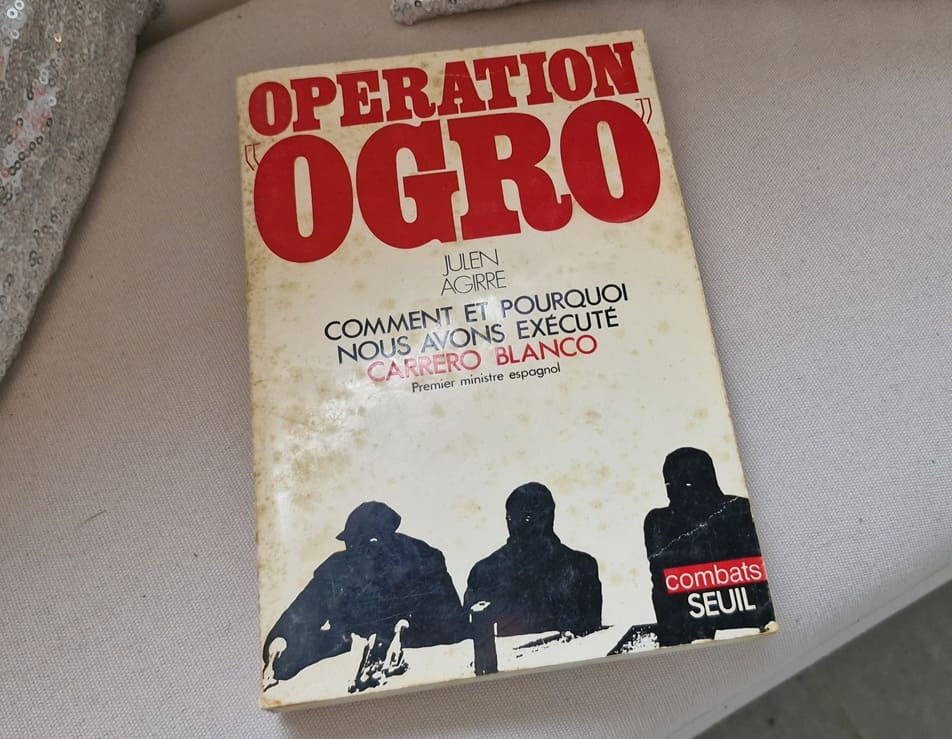 OPERATION
"OGRO"
JULEN
AGIRRE
COMMENT ET POURQUOI
NOUS AVONS EXÉCUTÉ
CARRERO BLANCO
Premier ministre espagnol
combats
SEUIL